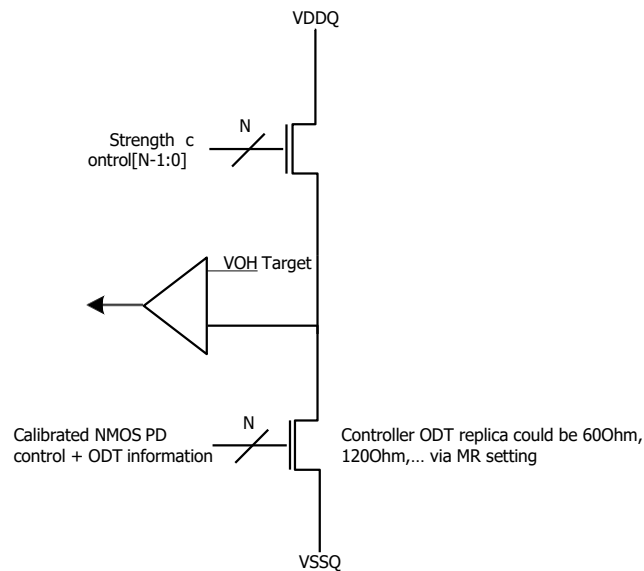 VDDQ
N
Strength c
ontrol[N-1:0]
VOH Target
N
Calibrated NMOS PD
control + ODT information
Controller ODT replica could be 60Ohm,
120Ohm,... via MR setting
VSSQ